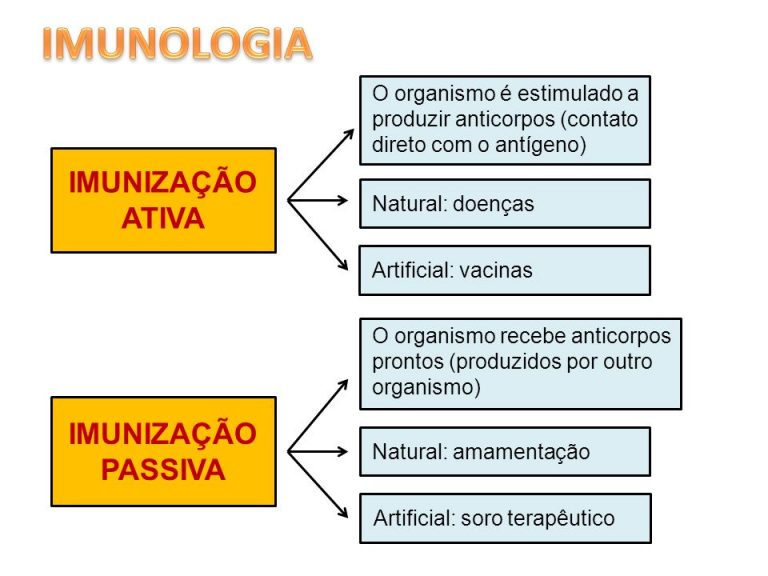 IMUNOLOGIA
O organismo é estimulado a
produzir anticorpos (contato
direto com o antígeno)
IMUNIZAÇÃO
ATIVA
Natural: doenças
Artificial: vacinas
O organismo recebe anticorpos
prontos (produzidos por outro
organismo)
IMUNIZAÇÃO
PASSIVA
Natural: amamentação
Artificial: soro terapêutico